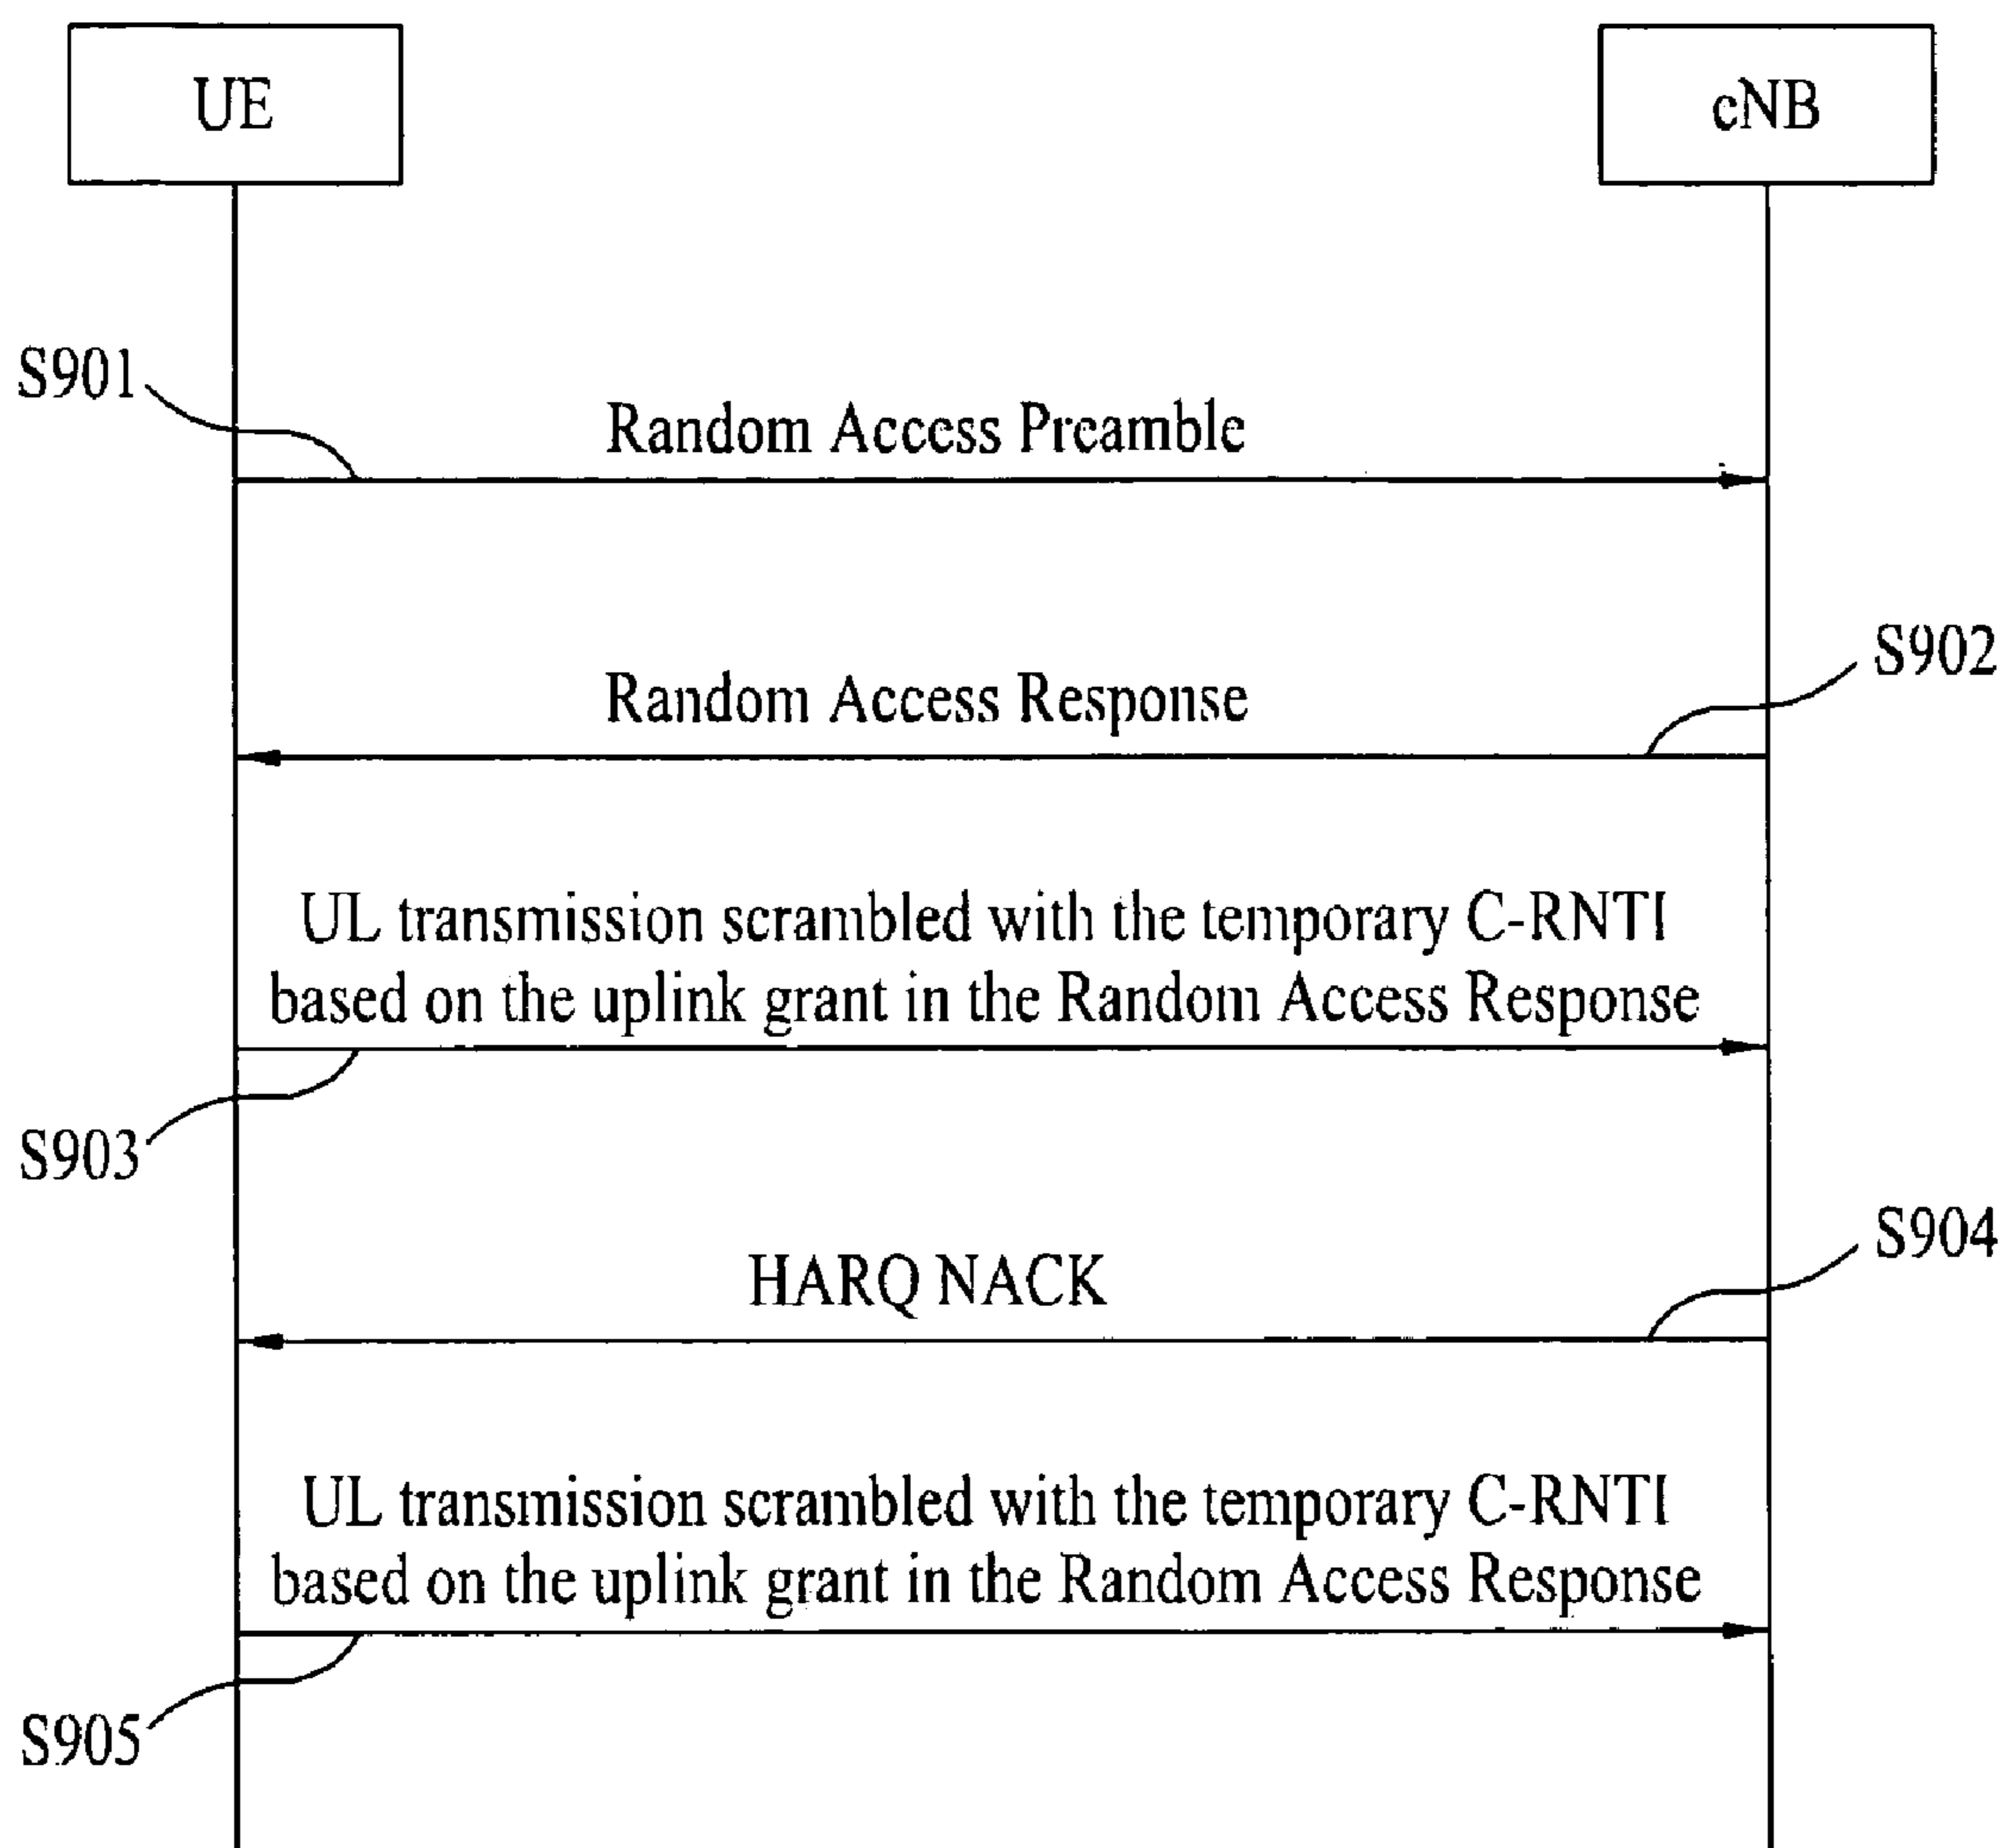 UE
eNB
S901
Random Access Preamble
S902
Random Access Response
UL transmission scrambled with the temporary C-RNTI
based on the uplink grant in the Random Access Response
S903
S904
HARQ NACK
UL transmission scrambled with the temporary C-RNTI
based on the uplink grant in the Random Access Response
S905